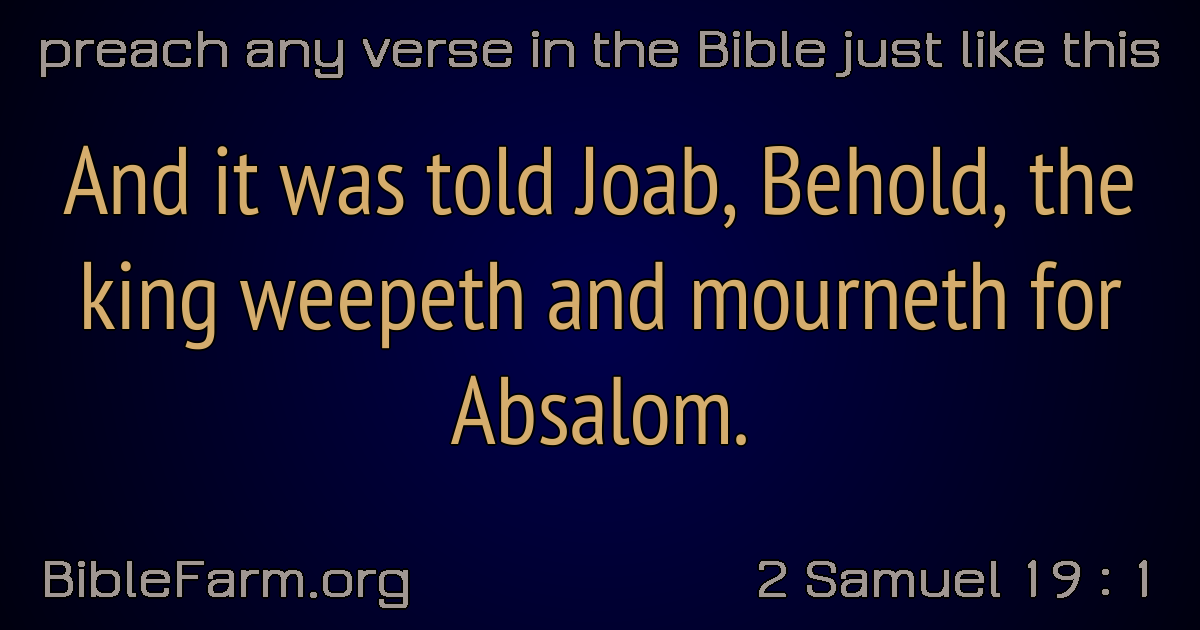 preach any verse in the Bible just like this
And it was told Joab, Behold, the
king weepeth and mourneth for
Absalom.
BibleFarm.org
2 Samuel 19 : 1